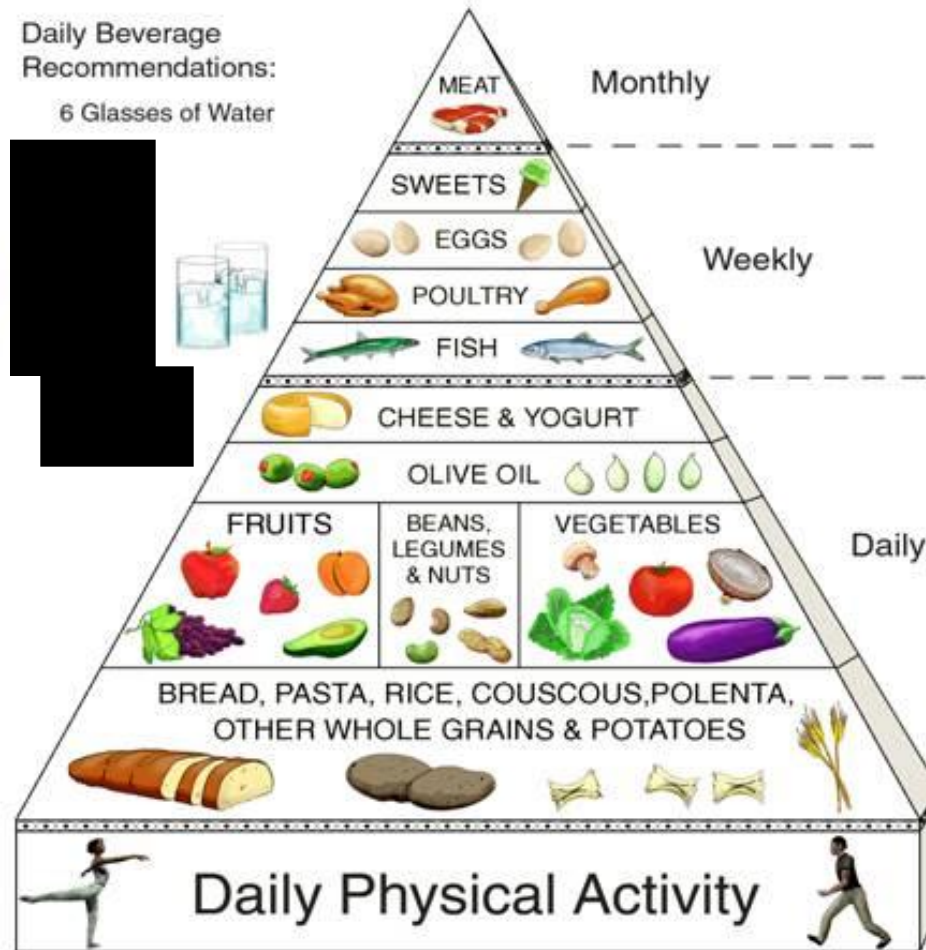 Daily Beverage
Recommendations:
6 Glasses of Water
MEAT
Monthly
SWEETS
EGGS
Weekly
POULTRY
FISH
CHEESE & YOGURT
OLIVE OIL
FRUITS
BEANS,
LEGUMES
& NUTS
VEGETABLES
Daily
BREAD, PASTA, RICE, COUSCOUS,POLENTA,
OTHER WHOLE GRAINS & POTATOES
Daily Physical Activity